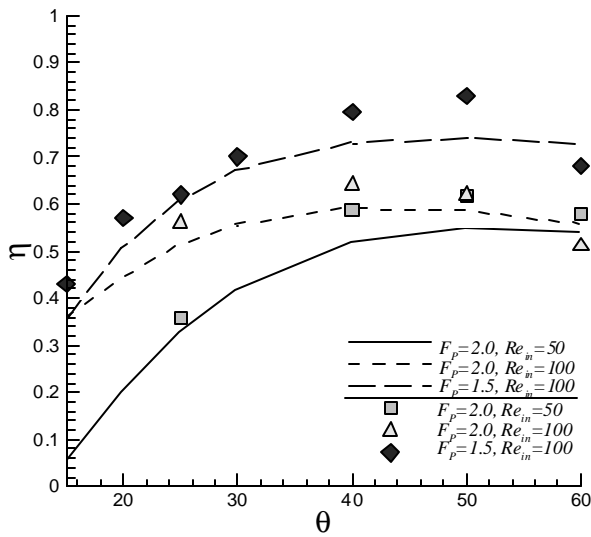 1
0.9
0.8
0.7
0.6
0.5
0.4
0.3
0.2
0.1
0
η
20 30 40 50 60
θ
F_P=2.0, Re_in=50
F_P=2.0, Re_in=100
F_P=1.5, Re_in=100
F_P=2.0, Re_in=50
F_P=2.0, Re_in=100
F_P=1.5, Re_in=100